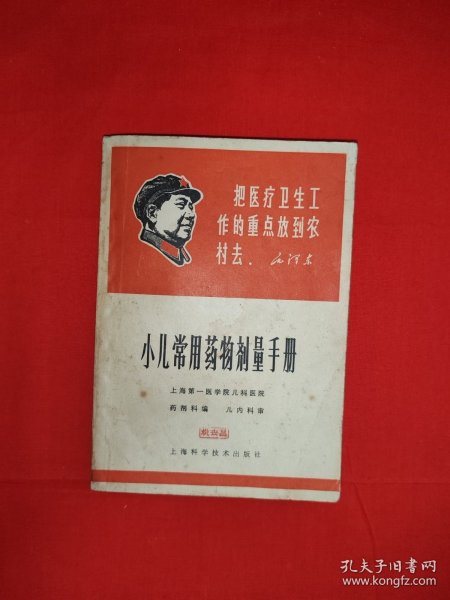 把医疗卫生工
作的重点放到农
村去.
毛泽东
小儿常用药物剂量手册
上海第一医学院儿科医院
药剂科编 儿内科审
上海科学技术出版社
孔夫子旧书网
www.kongfz.com